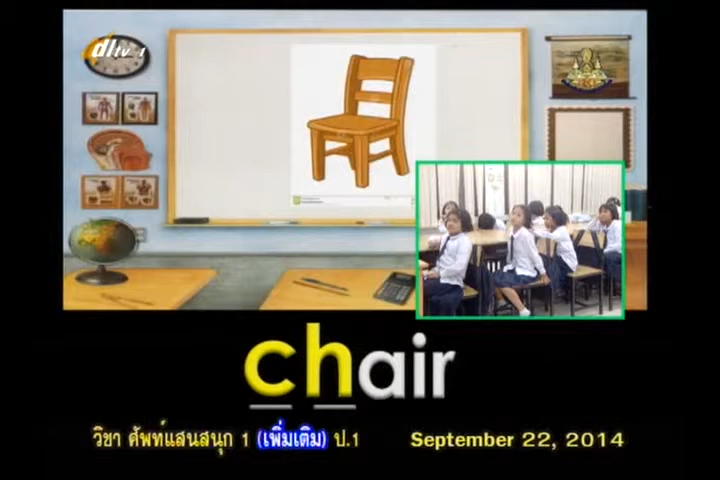 dltv 1
chair
วิชา ศัพท์แสนสนุก 1 (เพิ่มเติม) ป.1
September 22, 2014